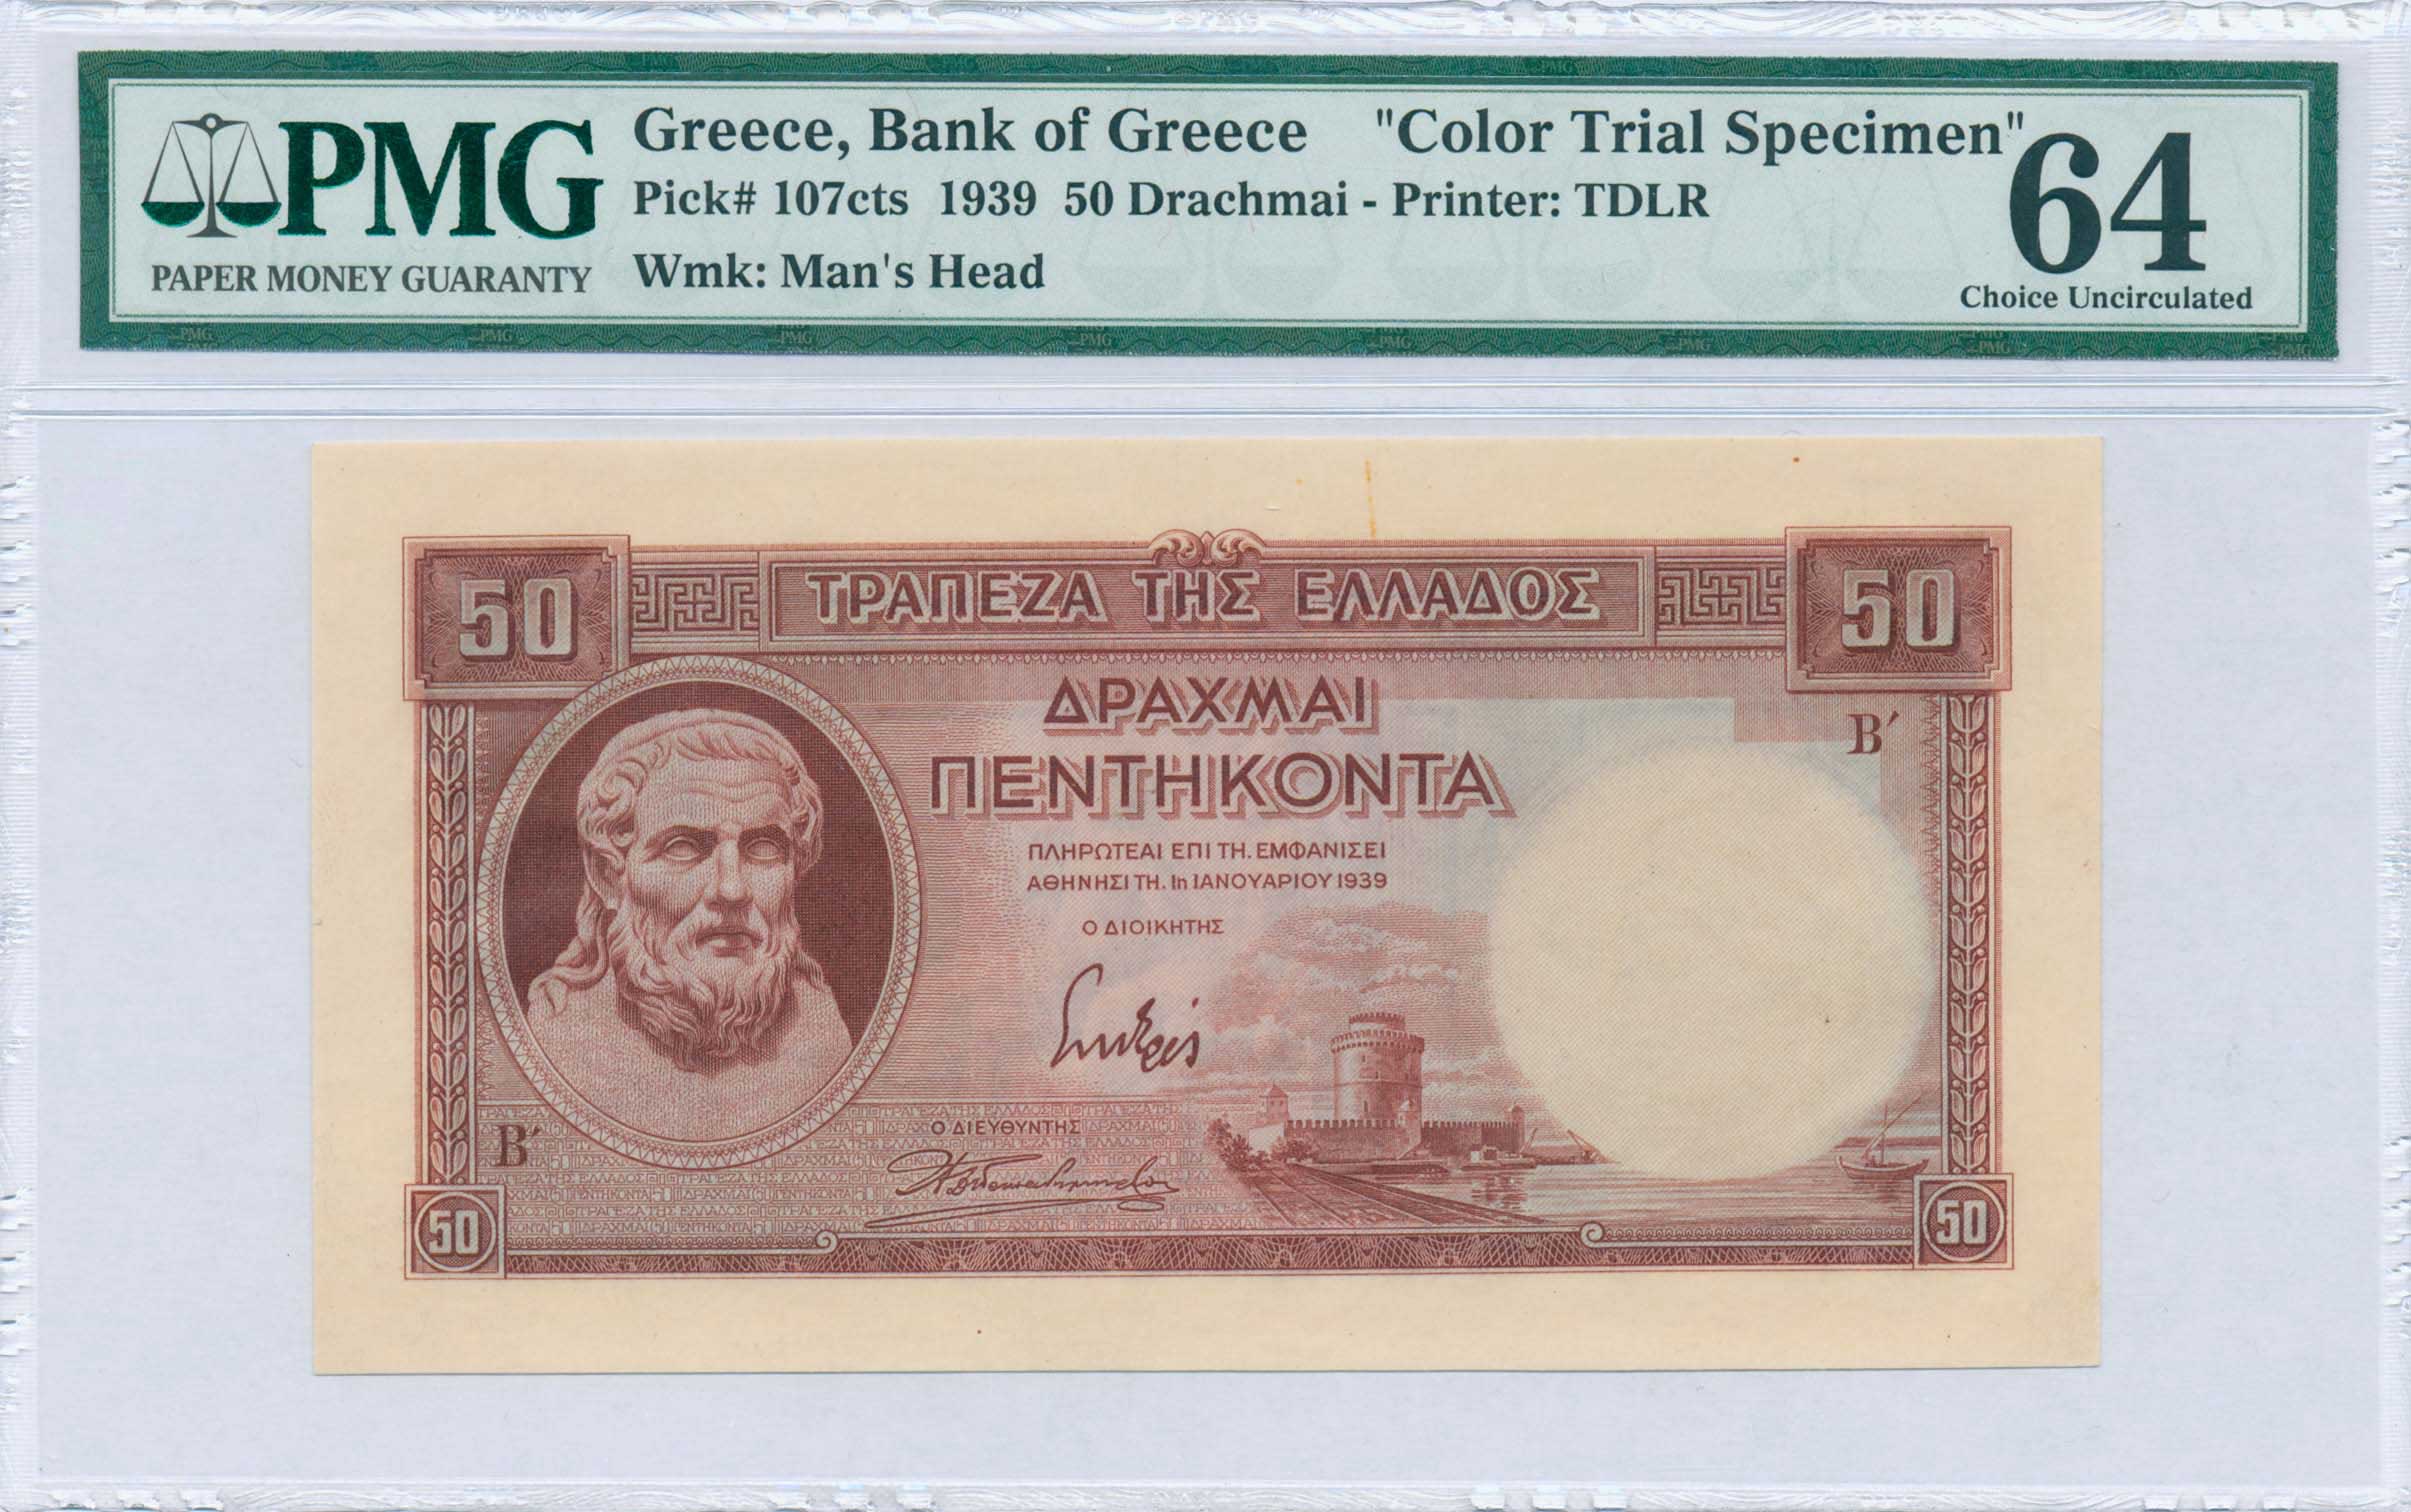 PMG
PAPER MONEY GUARANTY
Greece, Bank of Greece "Color Trial Specimen"
Pick# 107cts 1939 50 Drachmai - Printer: TDLR
Wmk: Man's Head
64
Choice Uncirculated
50 ΤΡΑΠΕΖΑ ΤΗΣ ΕΛΛΑΔΟΣ 50
ΔΡΑΧΜΑΙ
Β′
ΠΕΝΤΗΚΟΝΤΑ
ΠΛΗΡΩΤΕΑΙ ΕΠΙ ΤΗ. ΕΜΦΑΝΙΣΕΙ
ΑΘΗΝΗΣΙ ΤΗ. 1η ΙΑΝΟΥΑΡΙΟΥ 1939
Ο ΔΙΟΙΚΗΤΗΣ
Ο ΔΙΕΥΘΥΝΤΗΣ
Β′
50 50